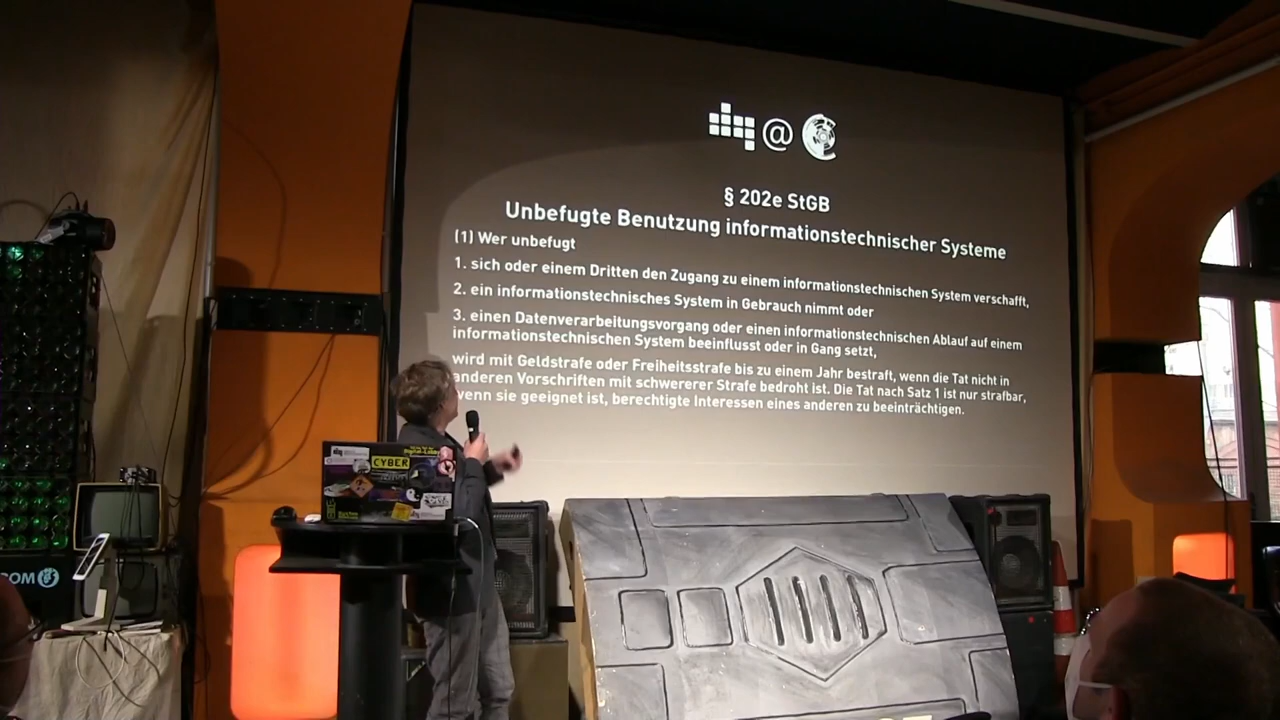 @
§ 202e StGB
Unbefugte Benutzung informationstechnischer Systeme
(1) Wer unbefugt
1. sich oder einem Dritten den Zugang zu einem informationstechnischen System verschafft,
2. ein informationstechnisches System in Gebrauch nimmt oder
3. einen Datenverarbeitungsvorgang oder einen informationstechnischen Ablauf auf einem
informationstechnischen System beeinflusst oder in Gang setzt,
wird mit Geldstrafe oder Freiheitsstrafe bis zu einem Jahr bestraft, wenn die Tat nicht in
anderen Vorschriften mit schwererer Strafe bedroht ist. Die Tat nach Satz 1 ist nur strafbar,
wenn sie geeignet ist, berechtigte Interessen eines anderen zu beeinträchtigen.
CYBER
COM